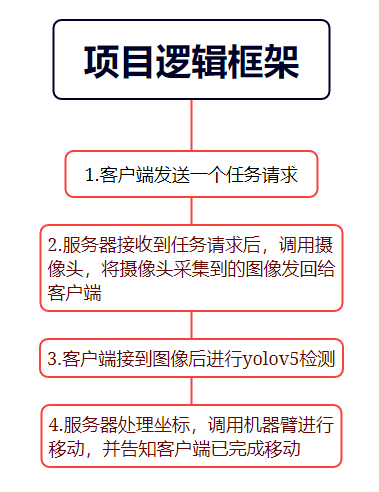 项目逻辑框架
1.客户端发送一个任务请求
2.服务器接收到任务请求后，调用摄
像头，将摄像头采集到的图像发回给
客户端
3.客户端接到图像后进行yolov5检测
4.服务器处理坐标，调用机器臂进行
移动，并告知客户端已完成移动